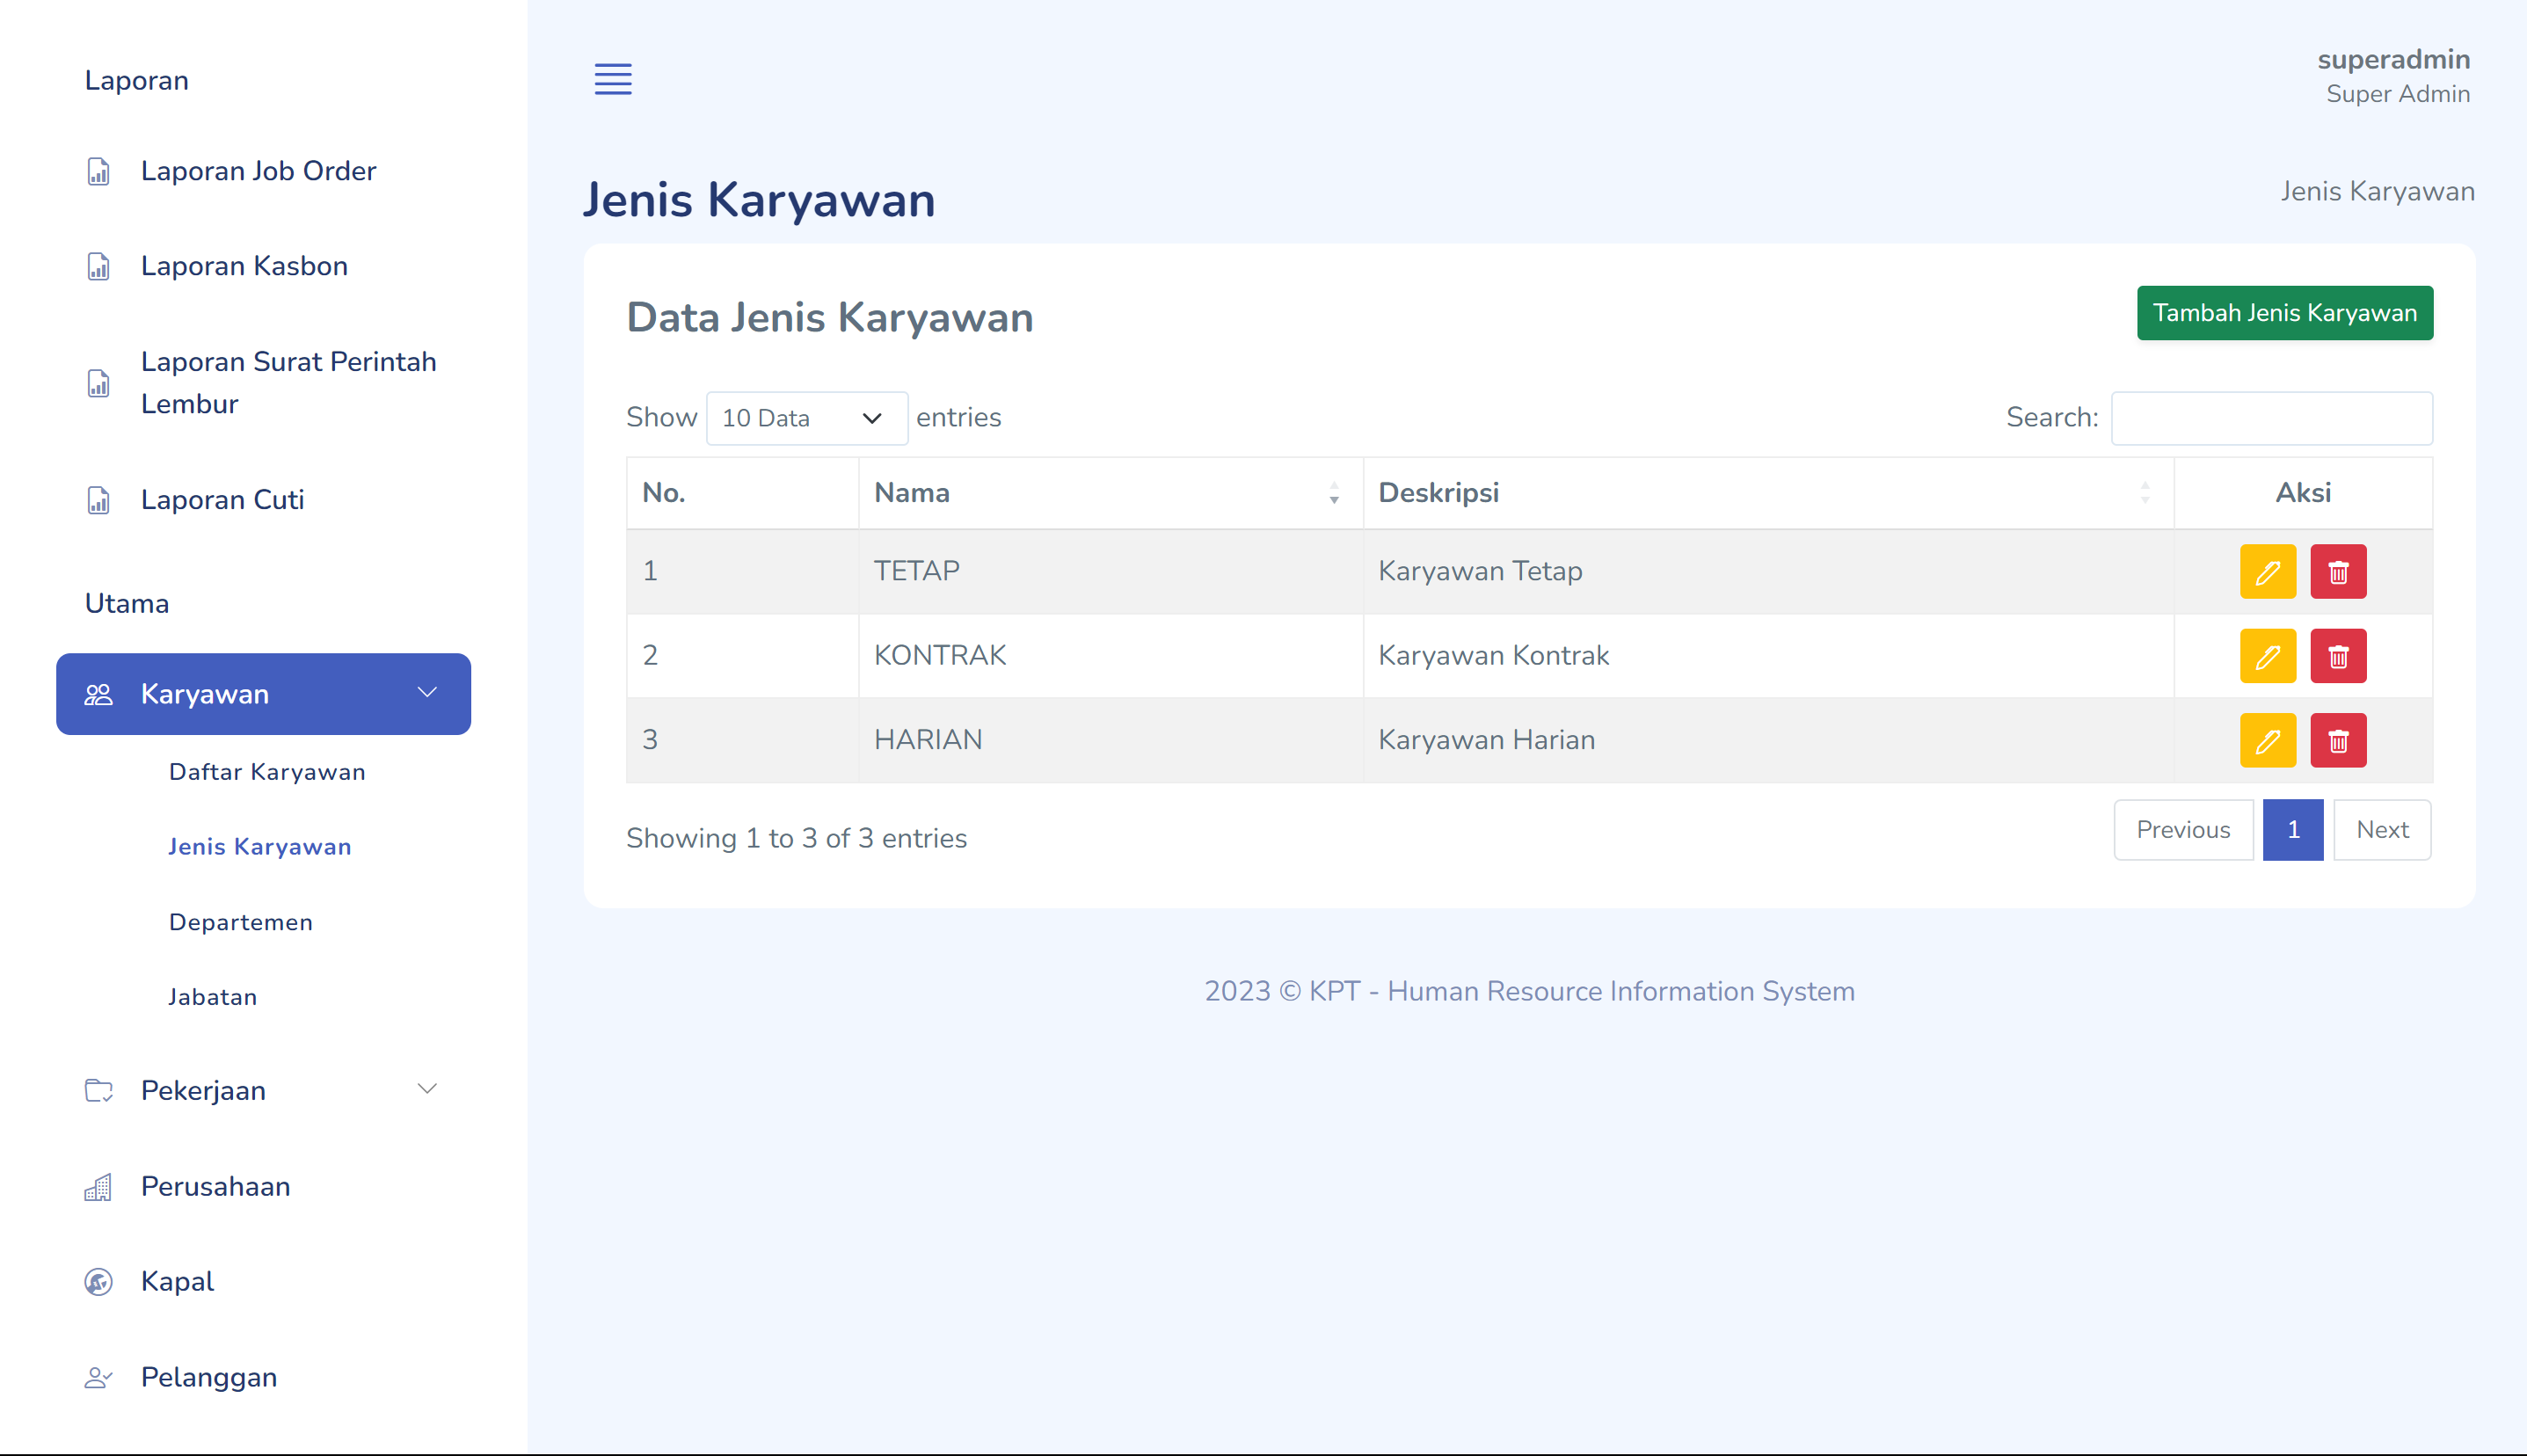 Laporan
Laporan Job Order
Laporan Kasbon
Laporan Surat Perintah
Lembur
Laporan Cuti
Utama
Karyawan
Daftar Karyawan
Jenis Karyawan
Departemen
Jabatan
Pekerjaan
Perusahaan
Kapal
Pelanggan
superadmin
Super Admin
Jenis Karyawan
Jenis Karyawan
Data Jenis Karyawan
Tambah Jenis Karyawan
Show 10 Data entries
Search:
No. Nama Deskripsi Aksi
1 TETAP Karyawan Tetap
2 KONTRAK Karyawan Kontrak
3 HARIAN Karyawan Harian
Showing 1 to 3 of 3 entries
Previous 1 Next
2023 © KPT - Human Resource Information System